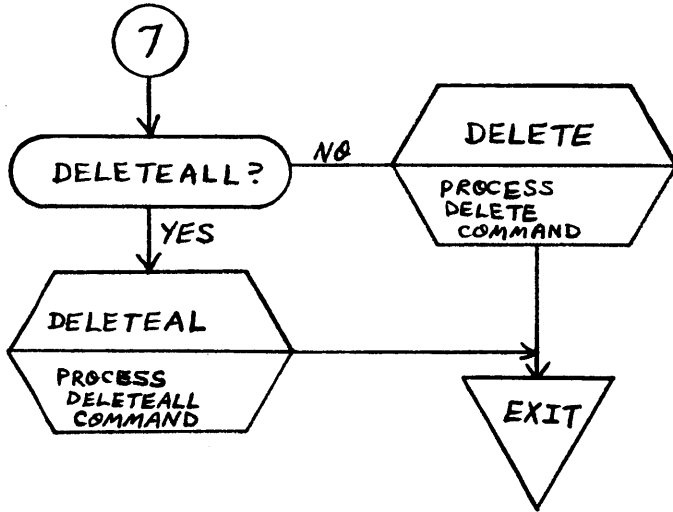 7
DELETEALL?
NO
DELETE
PROCESS
DELETE
COMMAND
YES
DELETEAL
PROCESS
DELETEALL
COMMAND
EXIT